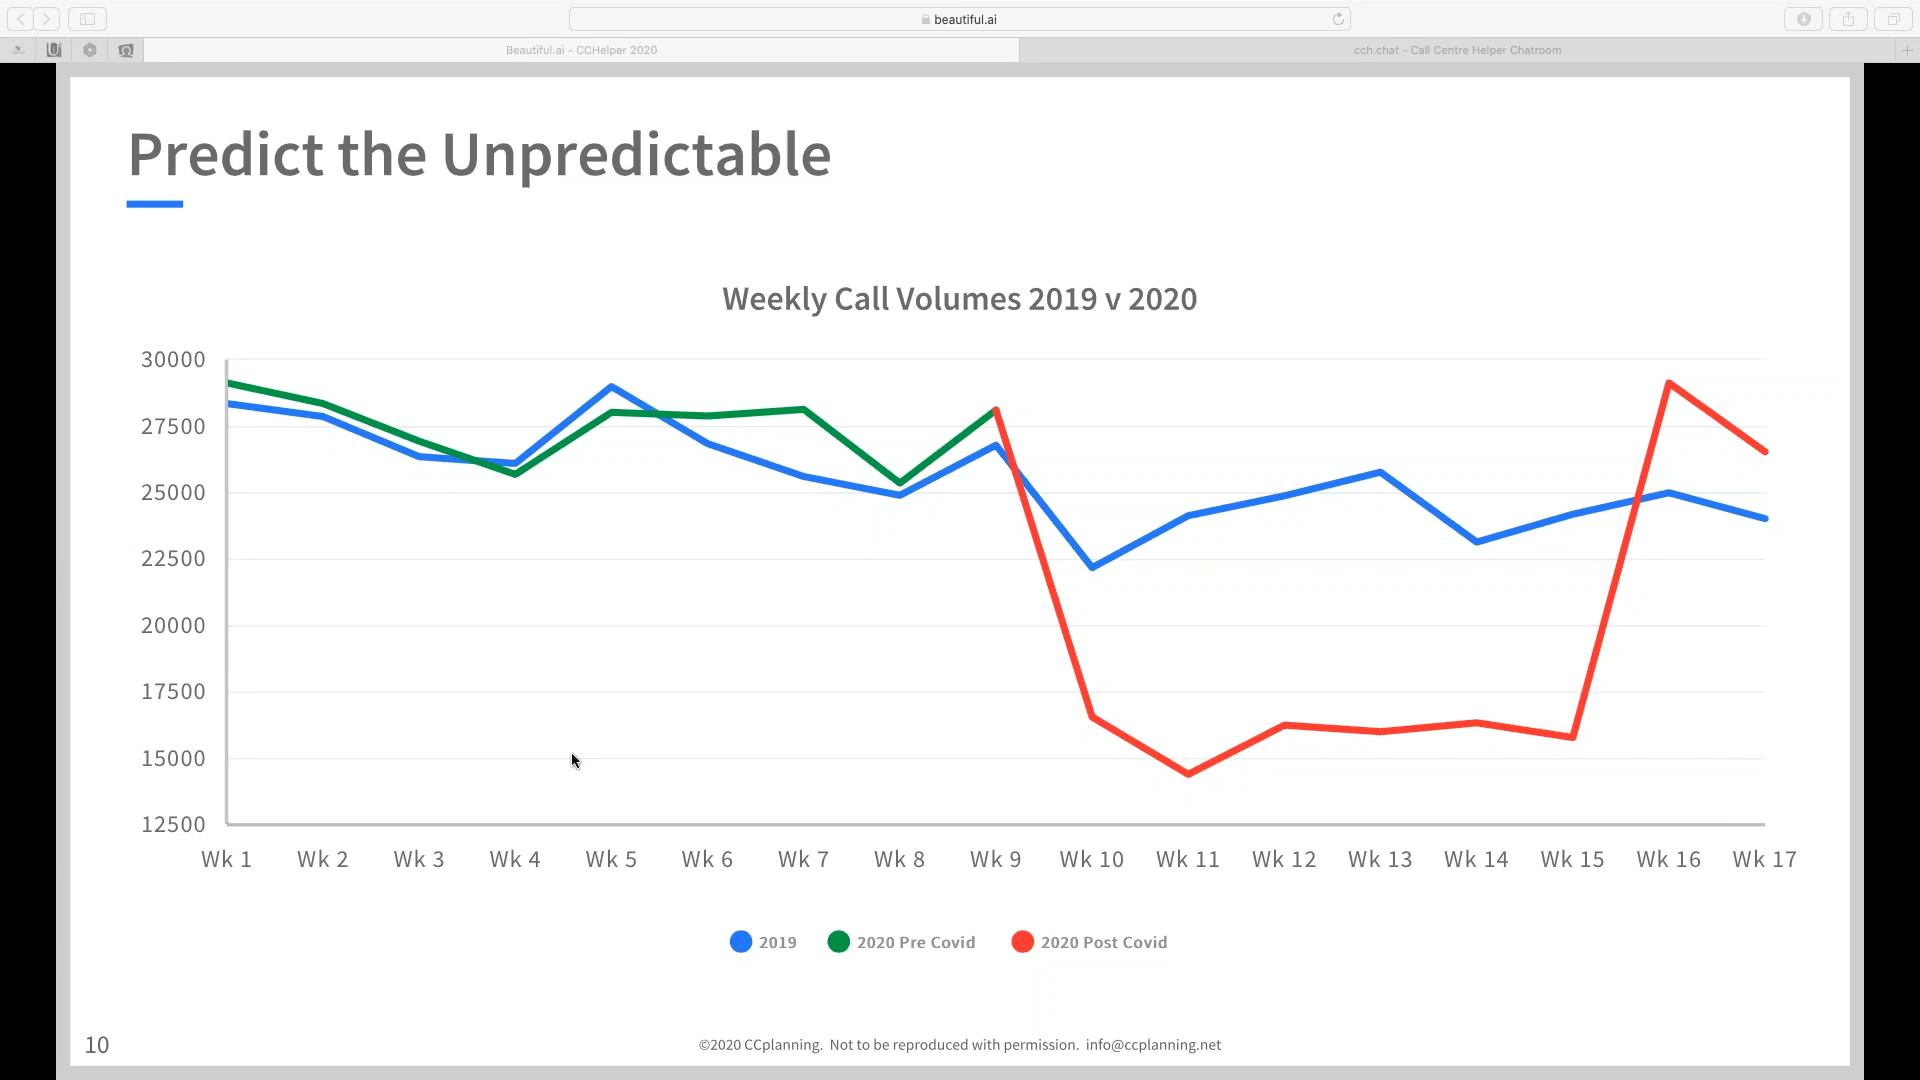 beautiful.ai
Beautiful.ai – CCHelper 2020
cch.chat – Call Centre Helper Chatroom
Predict the Unpredictable
Weekly Call Volumes 2019 v 2020
30000
27500
25000
22500
20000
17500
15000
12500
Wk 1 Wk 2 Wk 3 Wk 4 Wk 5 Wk 6 Wk 7 Wk 8 Wk 9 Wk 10 Wk 11 Wk 12 Wk 13 Wk 14 Wk 15 Wk 16 Wk 17
2019 2020 Pre Covid 2020 Post Covid
10
©2020 CCplanning. Not to be reproduced with permission. info@ccplanning.net